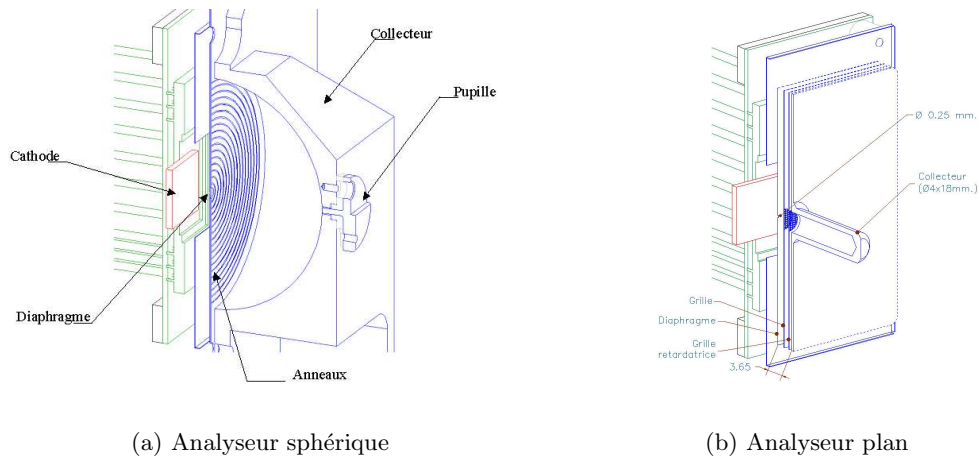 Collecteur
Pupille
Cathode
Diaphragme
Anneaux
Ø 0.25 mm.
Collecteur
(Ø4x18mm.)
Grille
Diaphragme
Grille
retardatrice
3.65
(a) Analyseur sphérique
(b) Analyseur plan